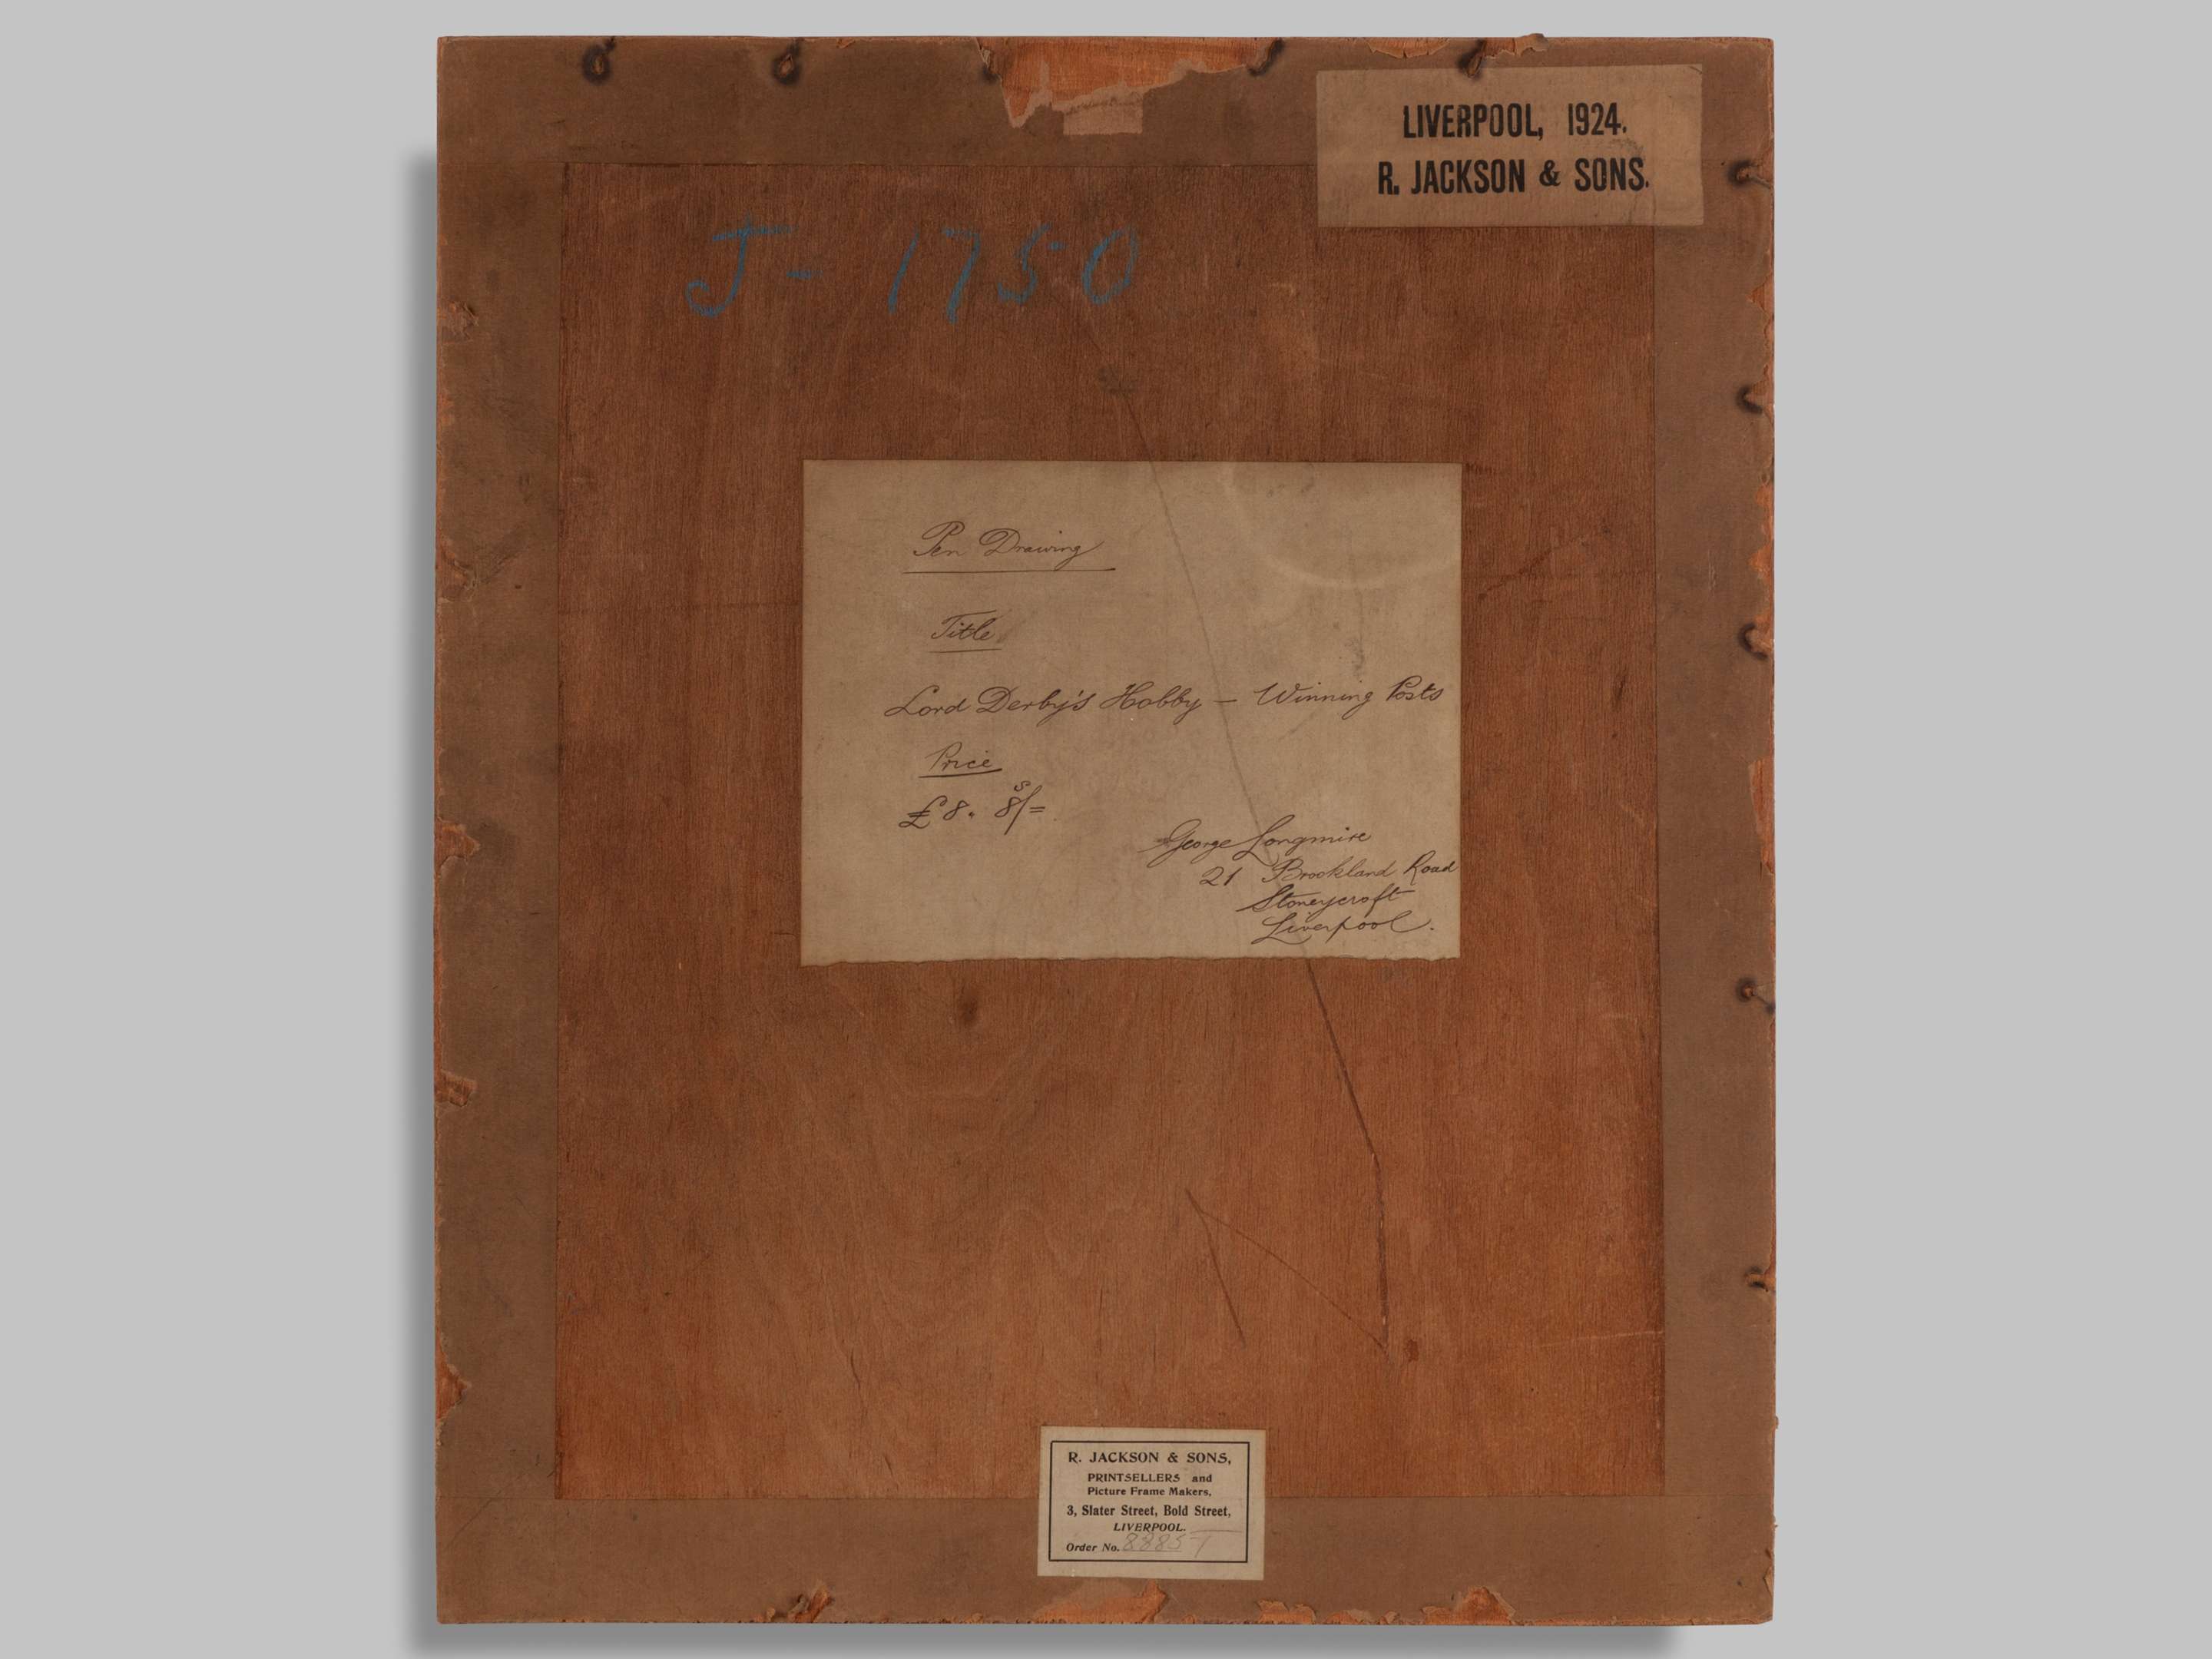 LIVERPOOL, 1924.
R. JACKSON & SONS.
J- 1750
Pen Drawing
Title
Lord Derby's Hobby – Winning Posts
Price
£8. 8s/=
George Longmire
21 Brookland Road
Stoneycroft
Liverpool.
R. JACKSON & SONS,
PRINTSELLERS and
Picture Frame Makers,
3, Slater Street, Bold Street,
LIVERPOOL.
Order No.